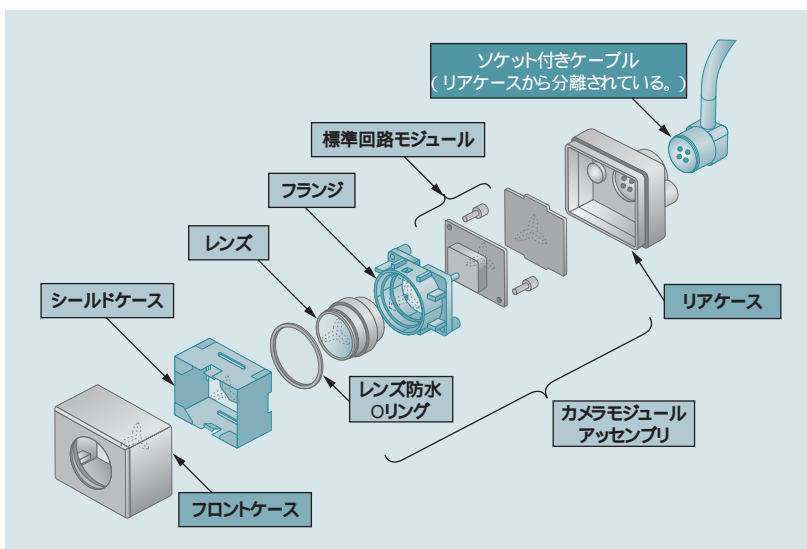 ソケット付きケーブル
(リアケースから分離されている。)
標準回路モジュール
フランジ
レンズ
シールドケース
リアケース
レンズ防水
Oリング
カメラモジュール
アッセンブリ
フロントケース